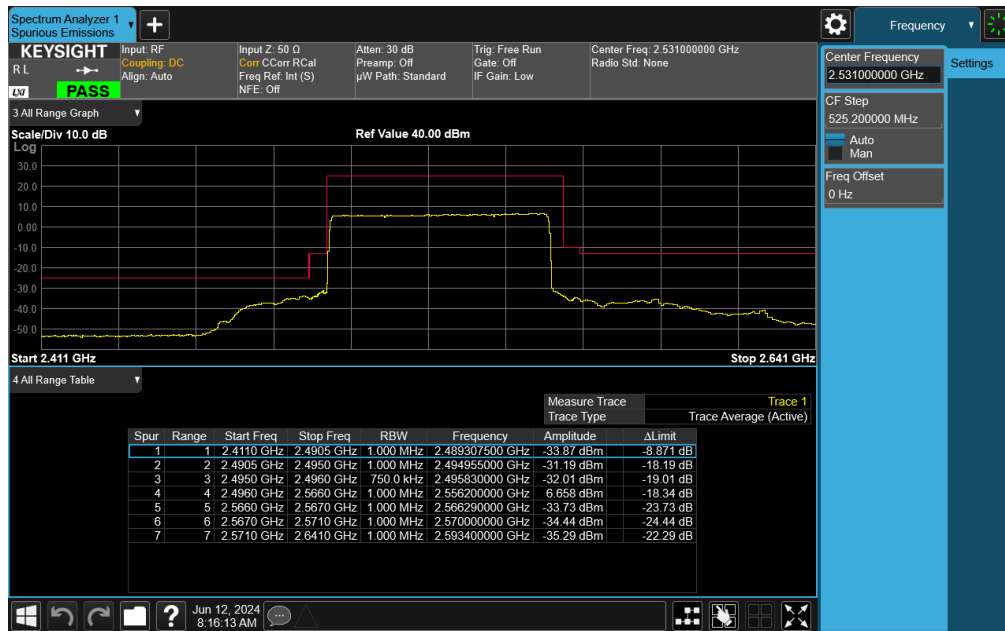 Spectrum Analyzer 1
Spurious Emissions
+
Frequency
KEYSIGHT
R L
LXI
PASS
Input: RF
Coupling: DC
Align: Auto
Input Z: 50 Ω
Corr CCorr RCal
Freq Ref: Int (S)
NFE: Off
Atten: 30 dB
Preamp: Off
µW Path: Standard
Trig: Free Run
Gate: Off
IF Gain: Low
Center Freq: 2.531000000 GHz
Radio Std: None
Center Frequency
2.531000000 GHz
Settings
CF Step
525.200000 MHz
Auto
Man
Freq Offset
0 Hz
3 All Range Graph
Scale/Div 10.0 dB
Ref Value 40.00 dBm
Log
30.0
20.0
10.0
0.00
-10.0
-20.0
-30.0
-40.0
-50.0
Start 2.411 GHz
Stop 2.641 GHz
4 All Range Table
Measure Trace Trace 1
Trace Type Trace Average (Active)
Spur Range Start Freq Stop Freq RBW Frequency Amplitude ΔLimit
1 1 2.4110 GHz 2.4905 GHz 1.000 MHz 2.489307500 GHz -33.87 dBm -8.871 dB
2 2 2.4905 GHz 2.4950 GHz 1.000 MHz 2.494955000 GHz -31.19 dBm -18.19 dB
3 3 2.4950 GHz 2.4960 GHz 750.0 kHz 2.495830000 GHz -32.01 dBm -19.01 dB
4 4 2.4960 GHz 2.5660 GHz 1.000 MHz 2.556200000 GHz 6.658 dBm -18.34 dB
5 5 2.5660 GHz 2.5670 GHz 1.000 MHz 2.566290000 GHz -33.73 dBm -23.73 dB
6 6 2.5670 GHz 2.5710 GHz 1.000 MHz 2.570000000 GHz -34.44 dBm -24.44 dB
7 7 2.5710 GHz 2.6410 GHz 1.000 MHz 2.593400000 GHz -35.29 dBm -22.29 dB
?
Jun 12, 2024
8:16:13 AM